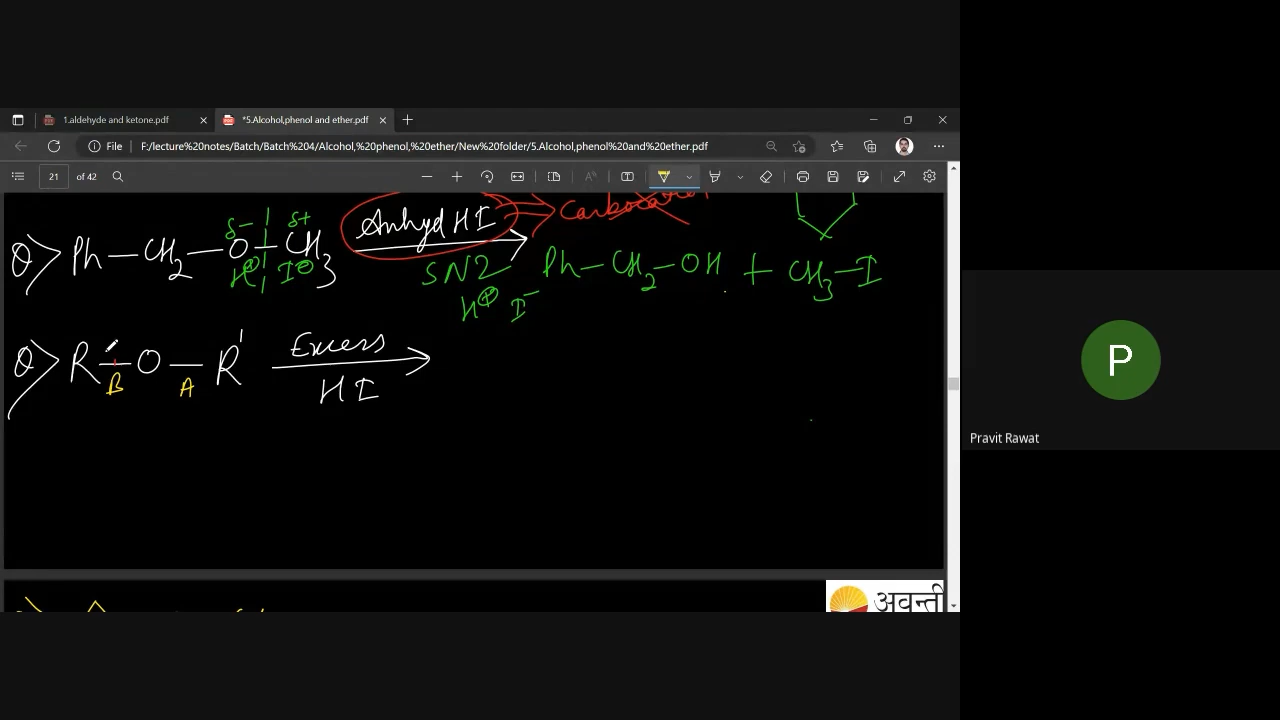 1.aldehyde and ketone.pdf
*5.Alcohol,phenol and ether.pdf
File
F:/lecture%20notes/Batch/Batch%204/Alcohol,%20phenol,%20ether/New%20folder/5.Alcohol,phenol%20and%20ether.pdf
21 of 42
Q> Ph—CH2—O—CH3 Anhyd HI
δ− δ+
H⊕ I⊖
SN2 Ph—CH2—OH + CH3—I
H⊕ I−
Q> R—O—R' Excess
B A HI
Pravit Rawat
P
अवन्ती